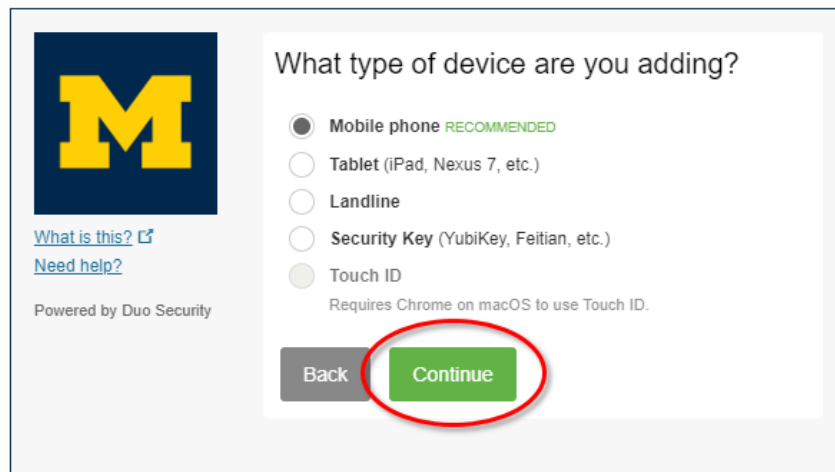 M
What is this?
Need help?
Powered by Duo Security
What type of device are you adding?
Mobile phone RECOMMENDED
Tablet (iPad, Nexus 7, etc.)
Landline
Security Key (YubiKey, Feitian, etc.)
Touch ID
Requires Chrome on macOS to use Touch ID.
Back Continue